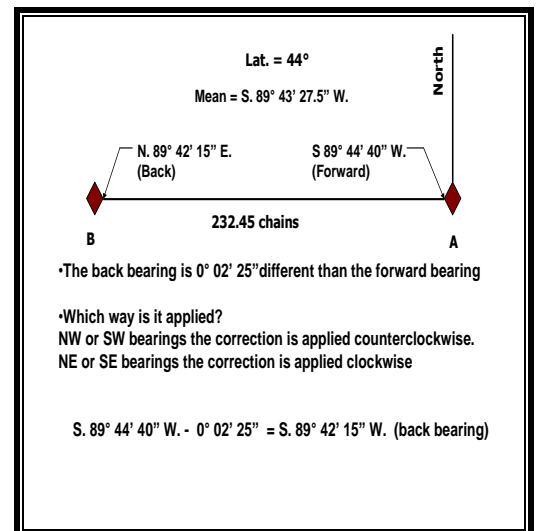 Lat. = 44°
North
Mean = S. 89° 43’ 27.5” W.
N. 89° 42’ 15” E.
(Back)
S 89° 44’ 40” W.
(Forward)
232.45 chains
B
A
•The back bearing is 0° 02’ 25”different than the forward bearing
•Which way is it applied?
NW or SW bearings the correction is applied counterclockwise.
NE or SE bearings the correction is applied clockwise
S. 89° 44’ 40” W. - 0° 02’ 25” = S. 89° 42’ 15” W. (back bearing)